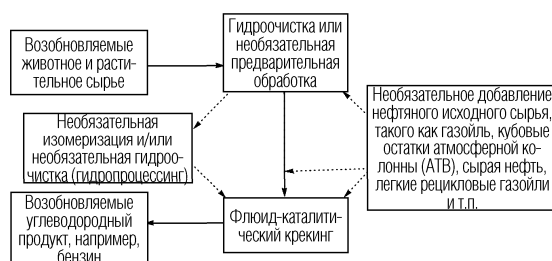 Возобновляемые
животное и расти-
тельное сырье
Гидроочистка или
необязательная
предварительная
обработка
Необязательное добавление
нефтяного исходного сырья,
такого как газойль, кубовые
остатки атмосферной ко-
лонны (АТВ), сырая нефть,
легкие рецикловые газойли
и т.п.
Необязательная
изомеризация и/или
необязательная гидроо-
чистка (гидропроцессинг)
Флюид-каталити-
ческий крекинг
Возобновляемые
углеводородный
продукт, например,
бензин